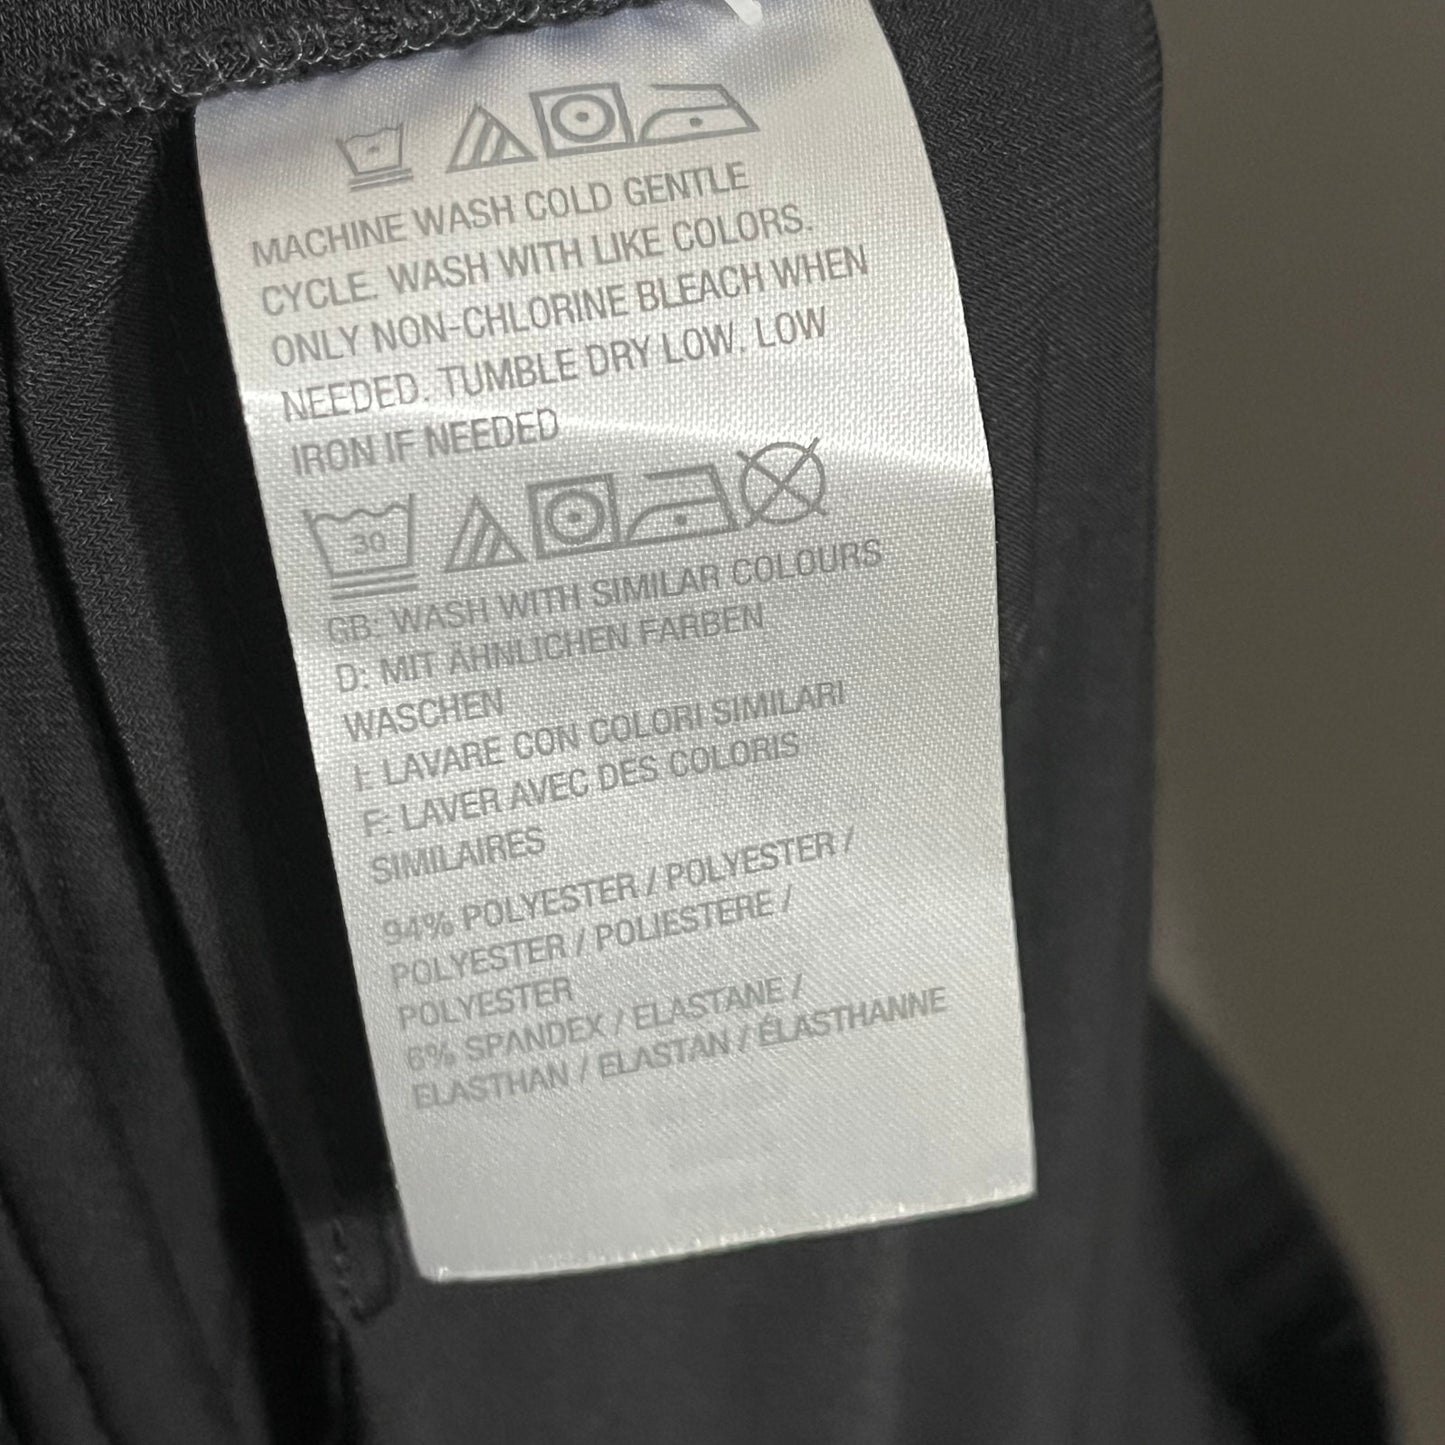 MACHINE WASH COLD GENTLE
CYCLE. WASH WITH LIKE COLORS.
ONLY NON-CHLORINE BLEACH WHEN
NEEDED. TUMBLE DRY LOW. LOW
IRON IF NEEDED
30
GB: WASH WITH SIMILAR COLOURS
D: MIT ÄHNLICHEN FARBEN
WASCHEN
I: LAVARE CON COLORI SIMILARI
F: LAVER AVEC DES COLORIS
SIMILAIRES
94% POLYESTER / POLYESTER /
POLYESTER / POLIESTERE /
POLYESTER
6% SPANDEX / ELASTANE /
ELASTHAN / ELASTAN / ÉLASTHANNE